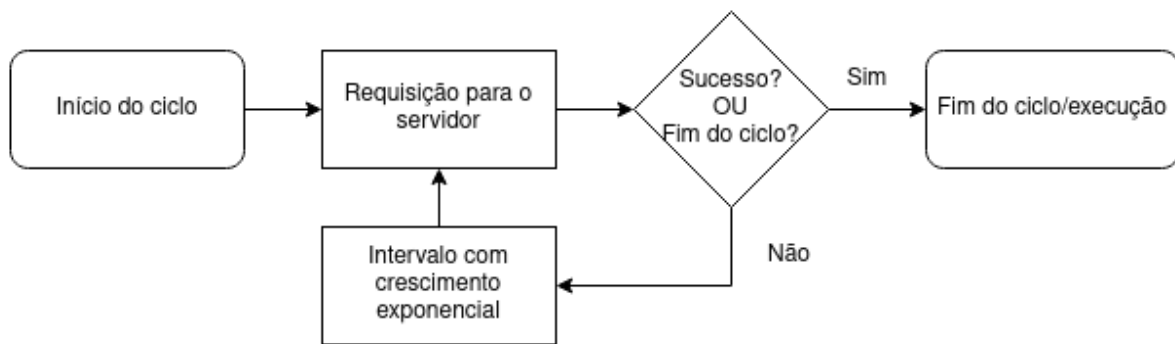 Início do ciclo
Requisição para o
servidor
Sucesso?
OU
Fim do ciclo?
Sim
Fim do ciclo/execução
Não
Intervalo com
crescimento
exponencial